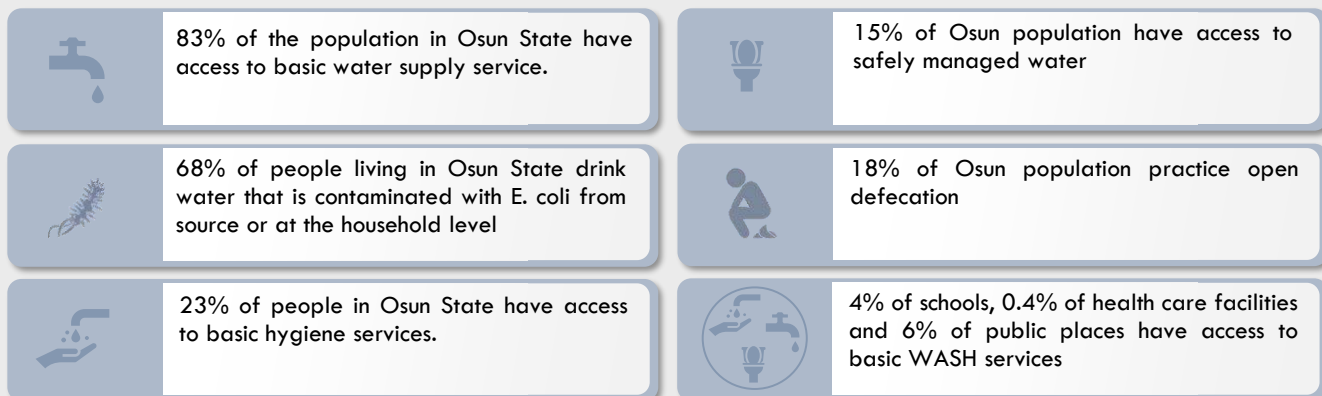 83% of the population in Osun State have
access to basic water supply service.
15% of Osun population have access to
safely managed water
68% of people living in Osun State drink
water that is contaminated with E. coli from
source or at the household level
18% of Osun population practice open
defecation
23% of people in Osun State have access
to basic hygiene services.
4% of schools, 0.4% of health care facilities
and 6% of public places have access to
basic WASH services